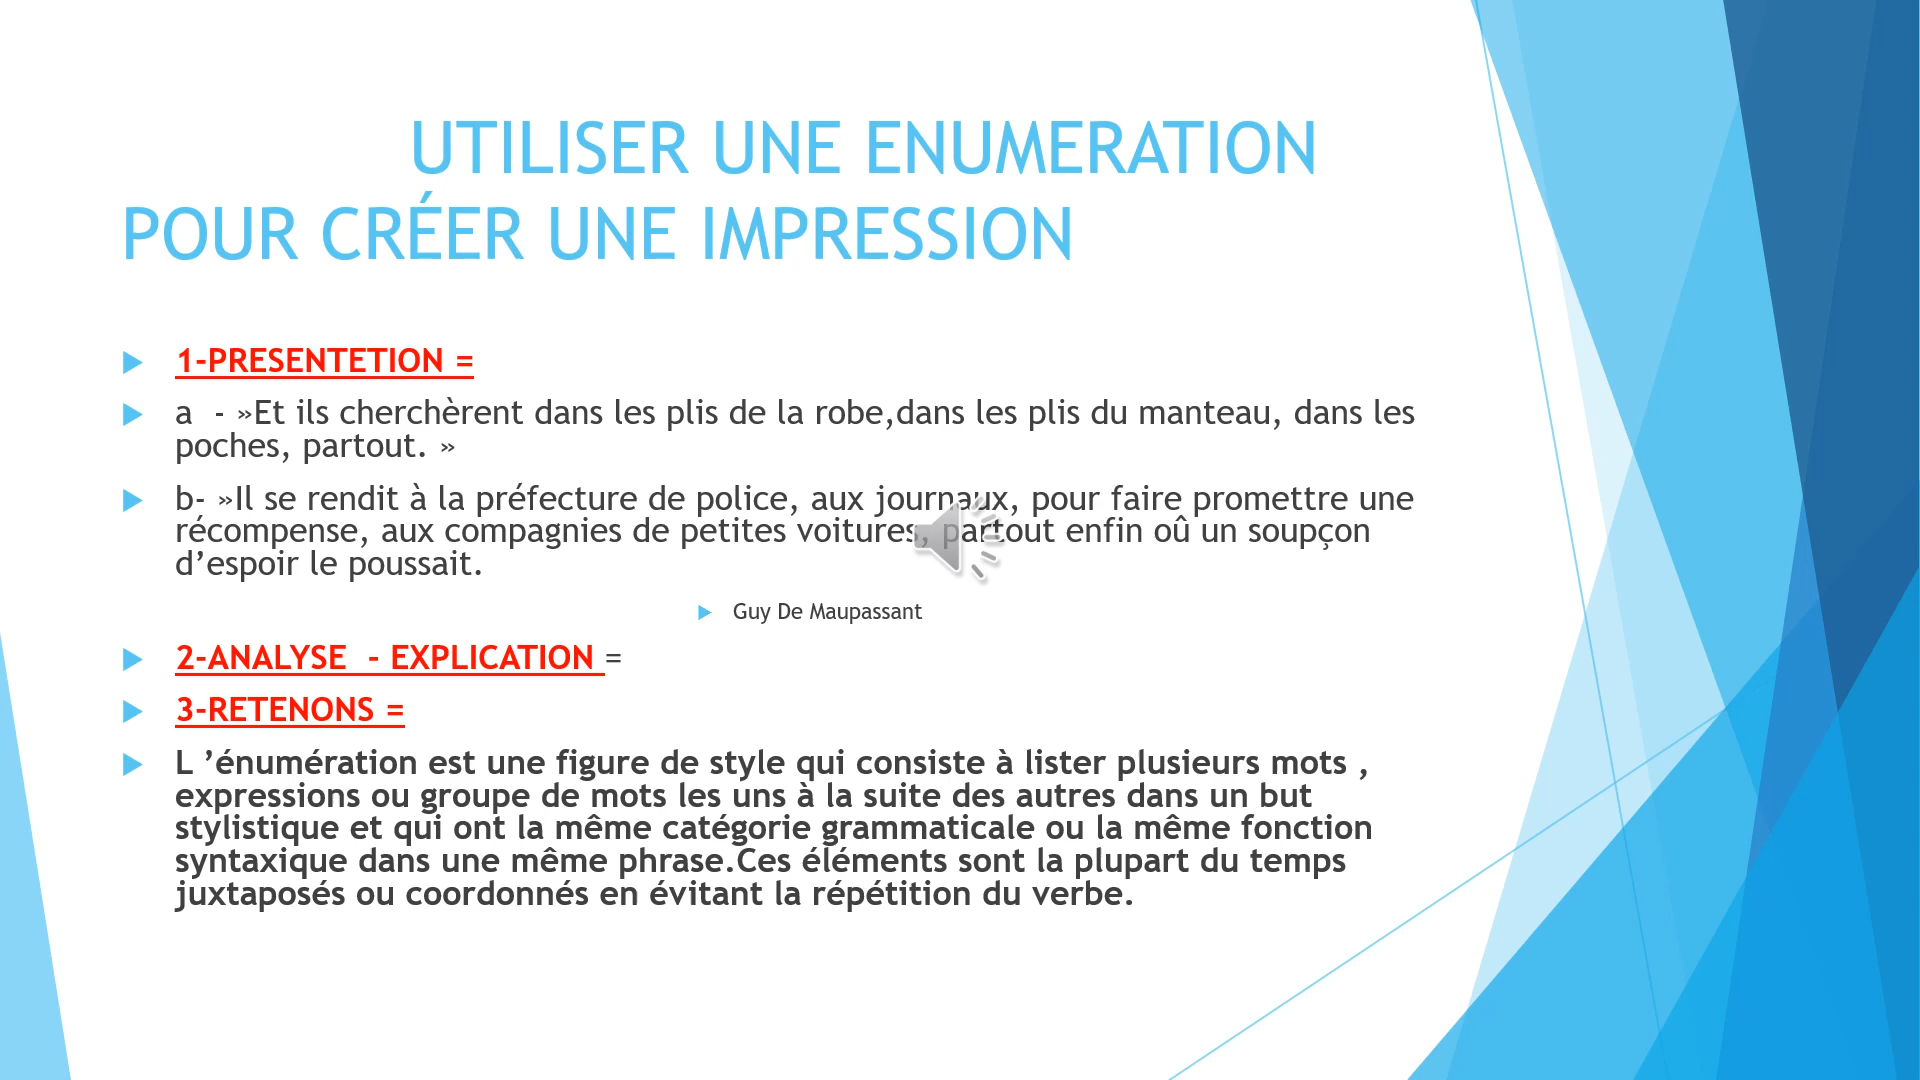 UTILISER UNE ENUMERATION
POUR CRÉER UNE IMPRESSION
1-PRESENTETION =
a  - »Et ils cherchèrent dans les plis de la robe,dans les plis du manteau, dans les
poches, partout. »
b- »Il se rendit à la préfecture de police, aux journaux, pour faire promettre une
récompense, aux compagnies de petites voitures, partout enfin oû un soupçon
d’espoir le poussait.
Guy De Maupassant
2-ANALYSE  - EXPLICATION =
3-RETENONS =
L ’énumération est une figure de style qui consiste à lister plusieurs mots ,
expressions ou groupe de mots les uns à la suite des autres dans un but
stylistique et qui ont la même catégorie grammaticale ou la même fonction
syntaxique dans une même phrase.Ces éléments sont la plupart du temps
juxtaposés ou coordonnés en évitant la répétition du verbe.